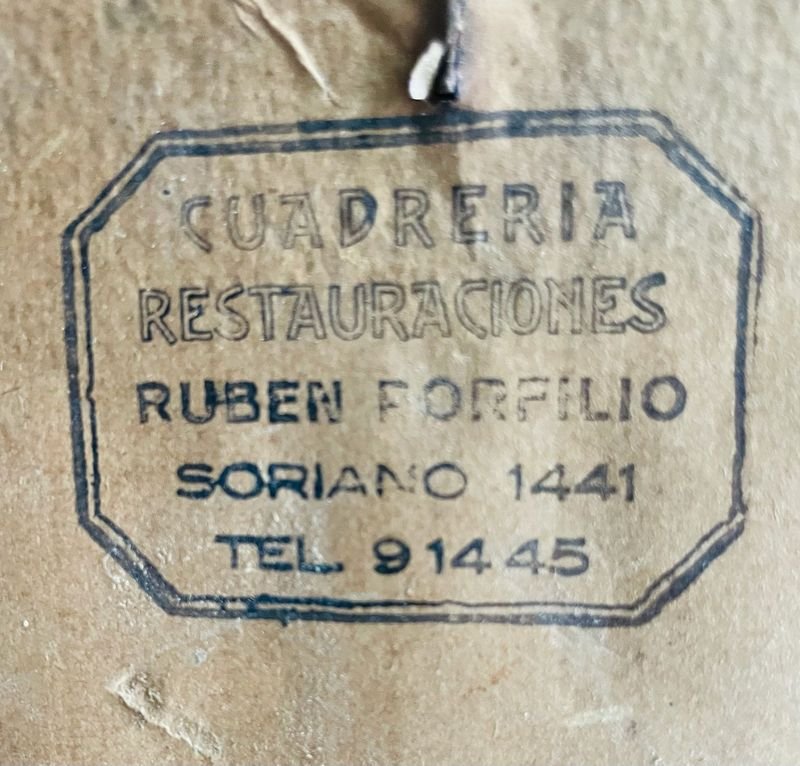 CUADRERIA
RESTAURACIONES
RUBEN PORFILIO
SORIANO 1441
TEL. 91445